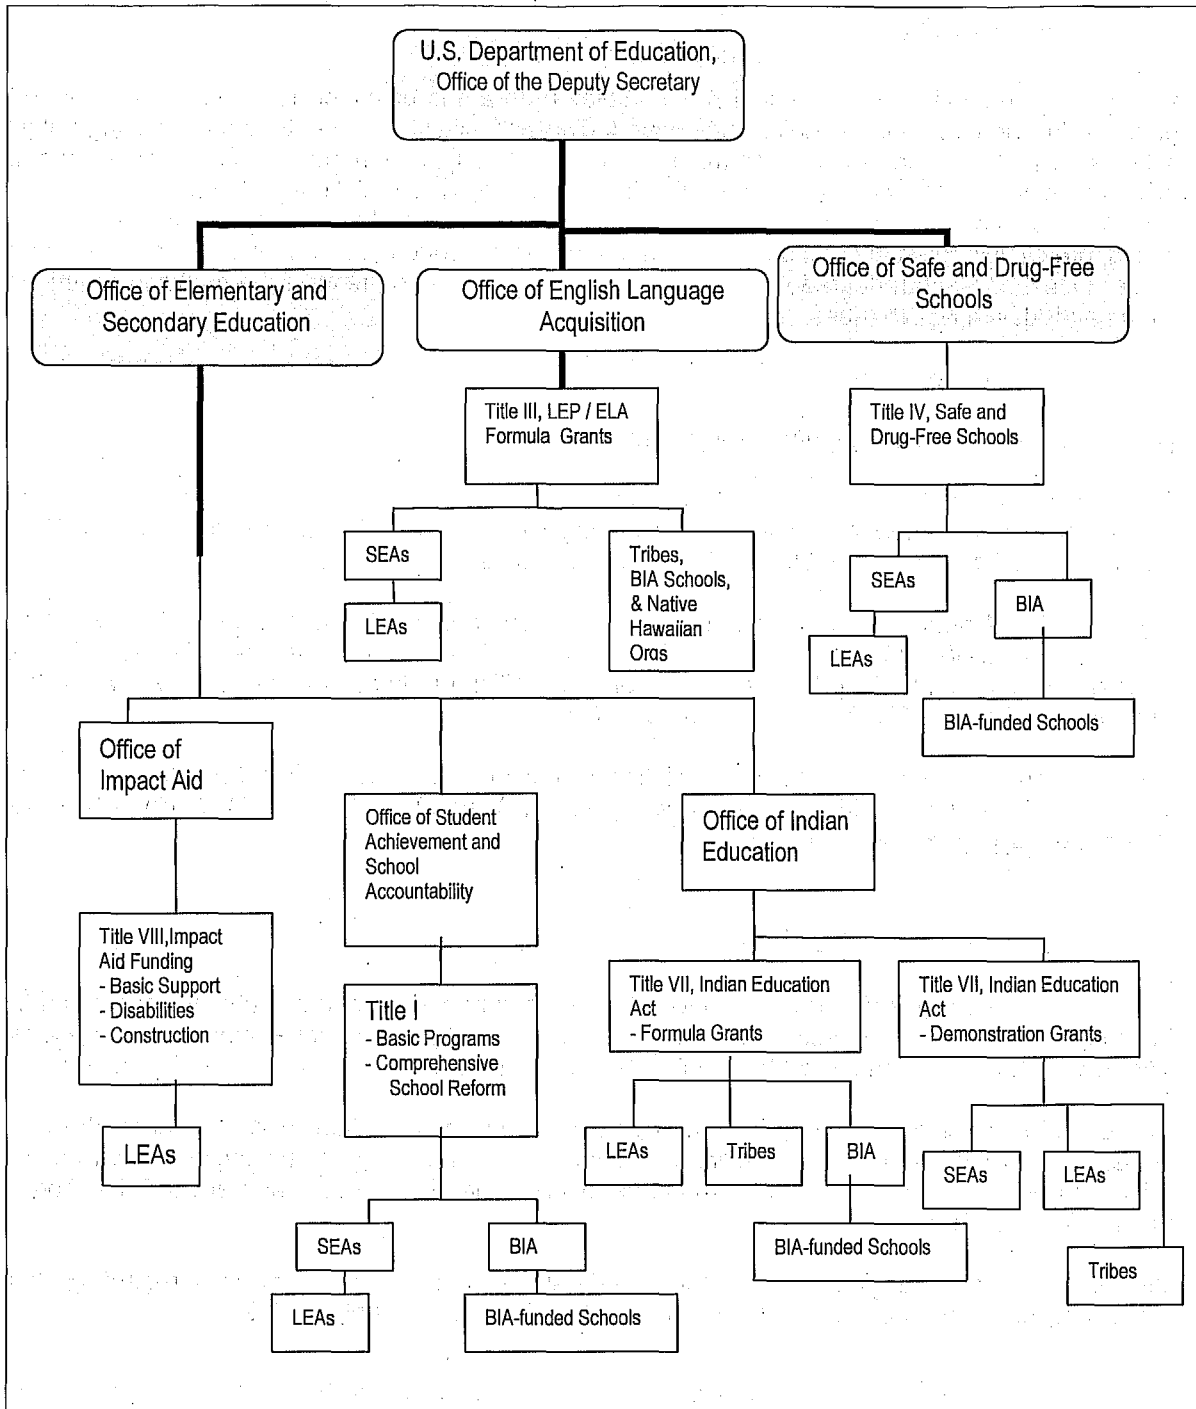 U.S. Department of Education,
Office of the Deputy Secretary
Office of Elementary and
Secondary Education
Office of English Language
Acquisition
Office of Safe and Drug-Free
Schools
Title III, LEP / ELA
Formula Grants
Title IV, Safe and
Drug-Free Schools
SEAs
LEAs
Tribes,
BIA Schools,
& Native
Hawaiian
Orgs
SEAs
LEAs
BIA
BIA-funded Schools
Office of
Impact Aid
Office of Student
Achievement and
School
Accountability
Office of Indian
Education
Title VIII,Impact
Aid Funding
- Basic Support
- Disabilities
- Construction
LEAs
Title I
- Basic Programs
- Comprehensive
School Reform
SEAs
LEAs
BIA
BIA-funded Schools
Title VII, Indian Education
Act
- Formula Grants
LEAs
Tribes
BIA
BIA-funded Schools
Title VII, Indian Education
Act
- Demonstration Grants
SEAs
LEAs
Tribes